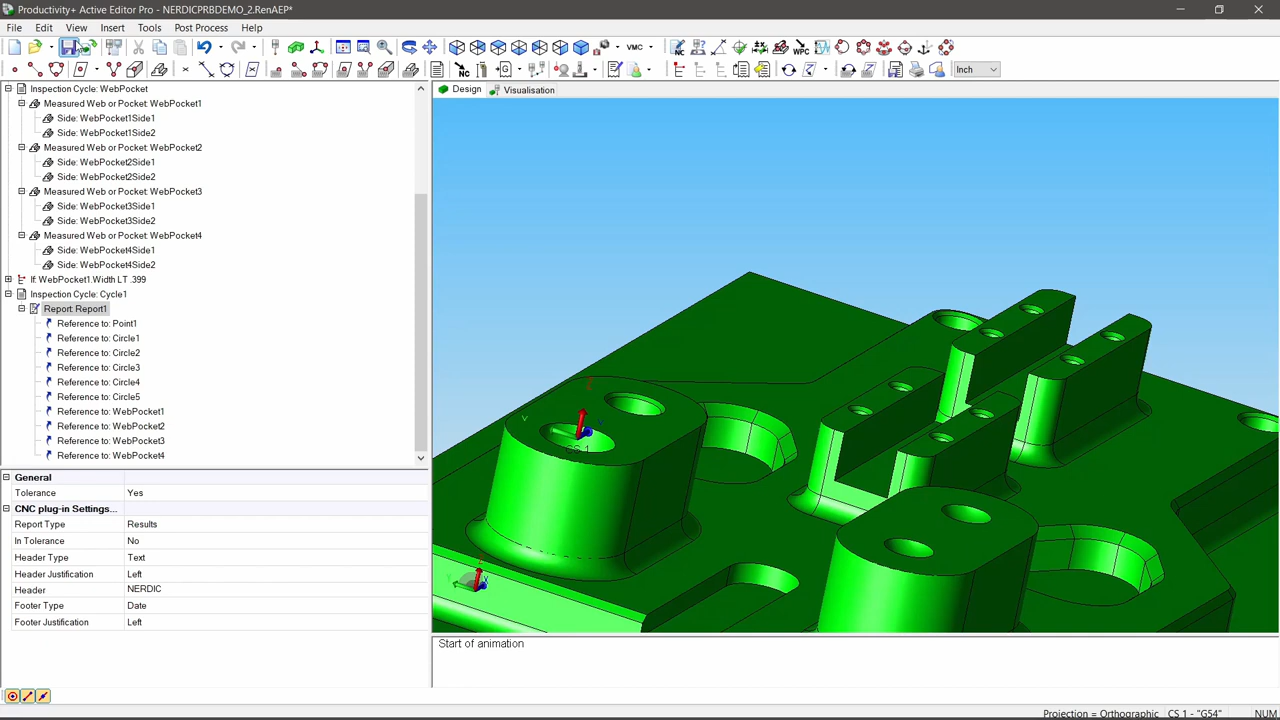 Productivity+ Active Editor Pro - NERDICPRBDEMO_2.RenAEP*
File Edit View Insert Tools Post Process Help
VMC
NC
WPC
NC
G
Inch
Inspection Cycle: WebPocket
Measured Web or Pocket: WebPocket1
Side: WebPocket1Side1
Side: WebPocket1Side2
Measured Web or Pocket: WebPocket2
Side: WebPocket2Side1
Side: WebPocket2Side2
Measured Web or Pocket: WebPocket3
Side: WebPocket3Side1
Side: WebPocket3Side2
Measured Web or Pocket: WebPocket4
Side: WebPocket4Side1
Side: WebPocket4Side2
If: WebPocket1.Width LT .399
Inspection Cycle: Cycle1
Report: Report1
Reference to: Point1
Reference to: Circle1
Reference to: Circle2
Reference to: Circle3
Reference to: Circle4
Reference to: Circle5
Reference to: WebPocket1
Reference to: WebPocket2
Reference to: WebPocket3
Reference to: WebPocket4
General
Tolerance Yes
CNC plug-in Settings...
Report Type Results
In Tolerance No
Header Type Text
Header Justification Left
Header NERDIC
Footer Type Date
Footer Justification Left
Design Visualisation
CS 1
Start of animation
Projection = Orthographic CS 1 - "G54" NUM